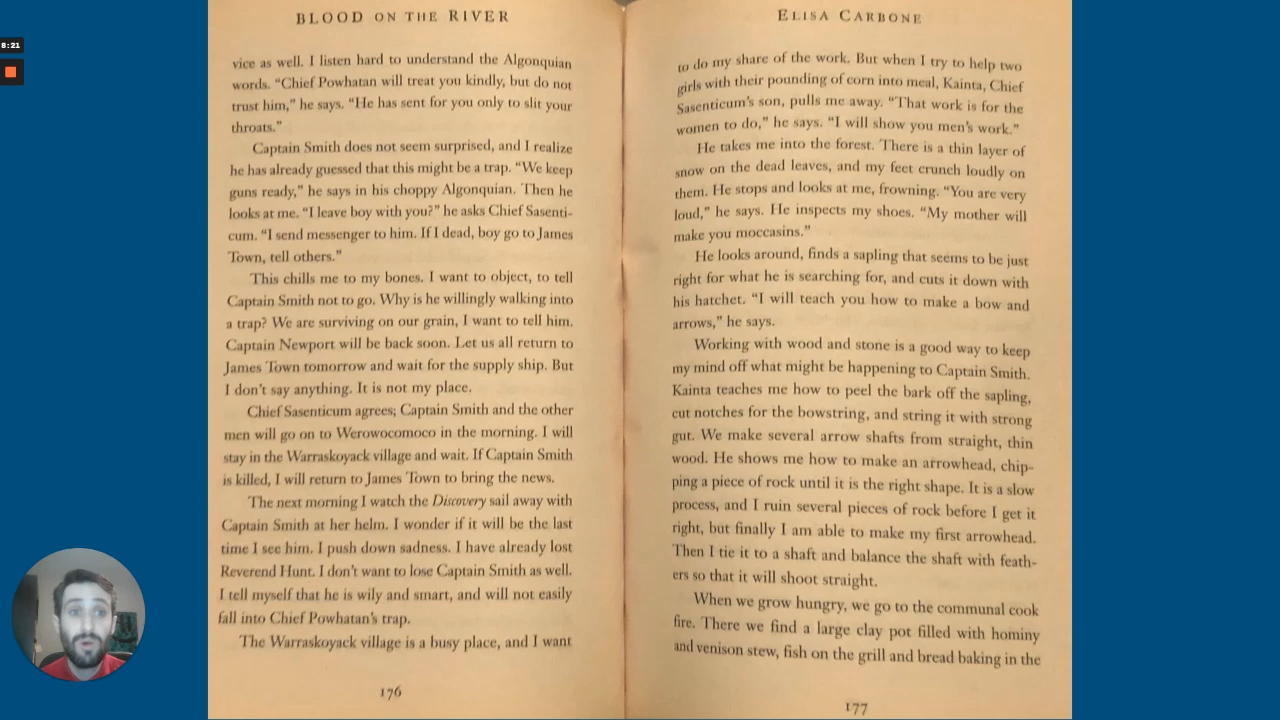 8:21
BLOOD ON THE RIVER
vice as well. I listen hard to understand the Algonquian
words. “Chief Powhatan will treat you kindly, but do not
trust him,” he says. “He has sent for you only to slit your
throats.”
Captain Smith does not seem surprised, and I realize
he has already guessed that this might be a trap. “We keep
guns ready,” he says in his choppy Algonquian. Then he
looks at me. “I leave boy with you?” he asks Chief Sasenti-
cum. “I send messenger to him. If I dead, boy go to James
Town, tell others.”
This chills me to my bones. I want to object, to tell
Captain Smith not to go. Why is he willingly walking into
a trap? We are surviving on our grain, I want to tell him.
Captain Newport will be back soon. Let us all return to
James Town tomorrow and wait for the supply ship. But
I don’t say anything. It is not my place.
Chief Sasenticum agrees; Captain Smith and the other
men will go on to Werowocomoco in the morning. I will
stay in the Warraskoyack village and wait. If Captain Smith
is killed, I will return to James Town to bring the news.
The next morning I watch the Discovery sail away with
Captain Smith at her helm. I wonder if it will be the last
time I see him. I push down sadness. I have already lost
Reverend Hunt. I don’t want to lose Captain Smith as well.
I tell myself that he is wily and smart, and will not easily
fall into Chief Powhatan’s trap.
The Warraskoyack village is a busy place, and I want
176
ELISA CARBONE
to do my share of the work. But when I try to help two
girls with their pounding of corn into meal, Kainta, Chief
Sasenticum’s son, pulls me away. “That work is for the
women to do,” he says. “I will show you men’s work.”
He takes me into the forest. There is a thin layer of
snow on the dead leaves, and my feet crunch loudly on
them. He stops and looks at me, frowning. “You are very
loud,” he says. He inspects my shoes. “My mother will
make you moccasins.”
He looks around, finds a sapling that seems to be just
right for what he is searching for, and cuts it down with
his hatchet. “I will teach you how to make a bow and
arrows,” he says.
Working with wood and stone is a good way to keep
my mind off what might be happening to Captain Smith.
Kainta teaches me how to peel the bark off the sapling,
cut notches for the bowstring, and string it with strong
gut. We make several arrow shafts from straight, thin
wood. He shows me how to make an arrowhead, chip-
ping a piece of rock until it is the right shape. It is a slow
process, and I ruin several pieces of rock before I get it
right, but finally I am able to make my first arrowhead.
Then I tie it to a shaft and balance the shaft with feath-
ers so that it will shoot straight.
When we grow hungry, we go to the communal cook
fire. There we find a large clay pot filled with hominy
and venison stew, fish on the grill and bread baking in the
177